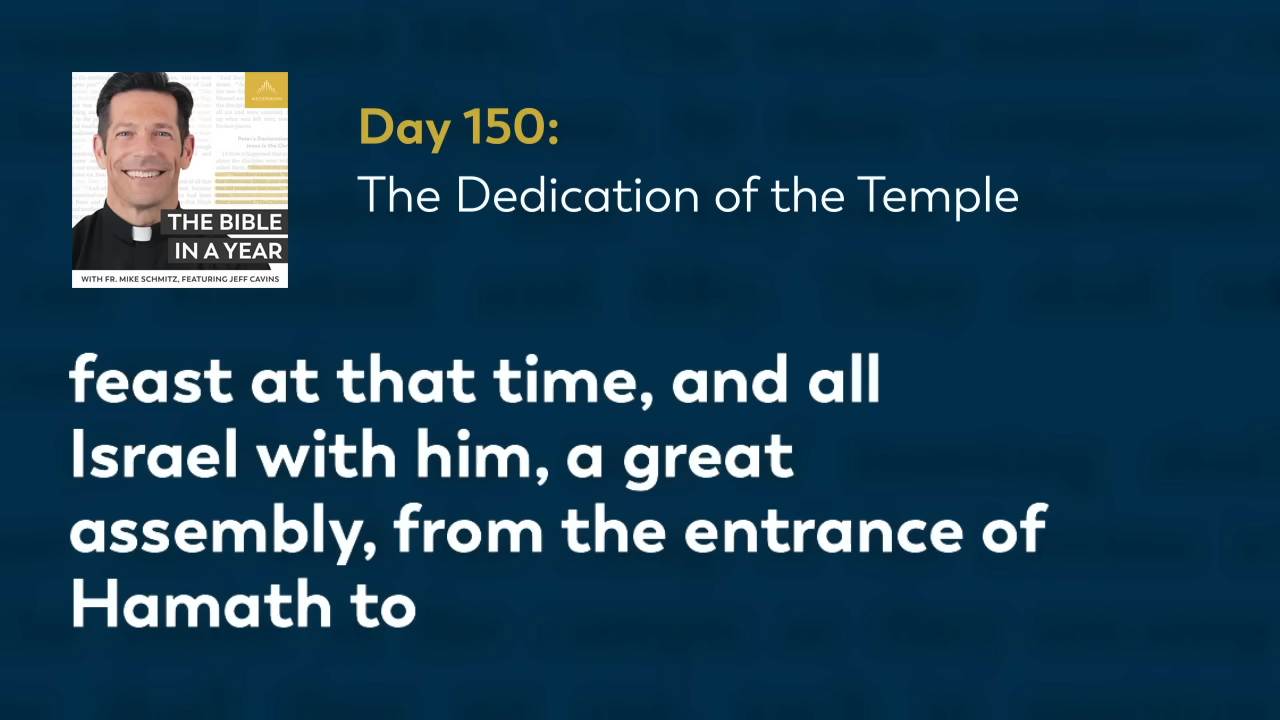 THE BIBLE
IN A YEAR
WITH FR. MIKE SCHMITZ, FEATURING JEFF CAVINS
Day 150:
The Dedication of the Temple
feast at that time, and all
Israel with him, a great
assembly, from the entrance of
Hamath to